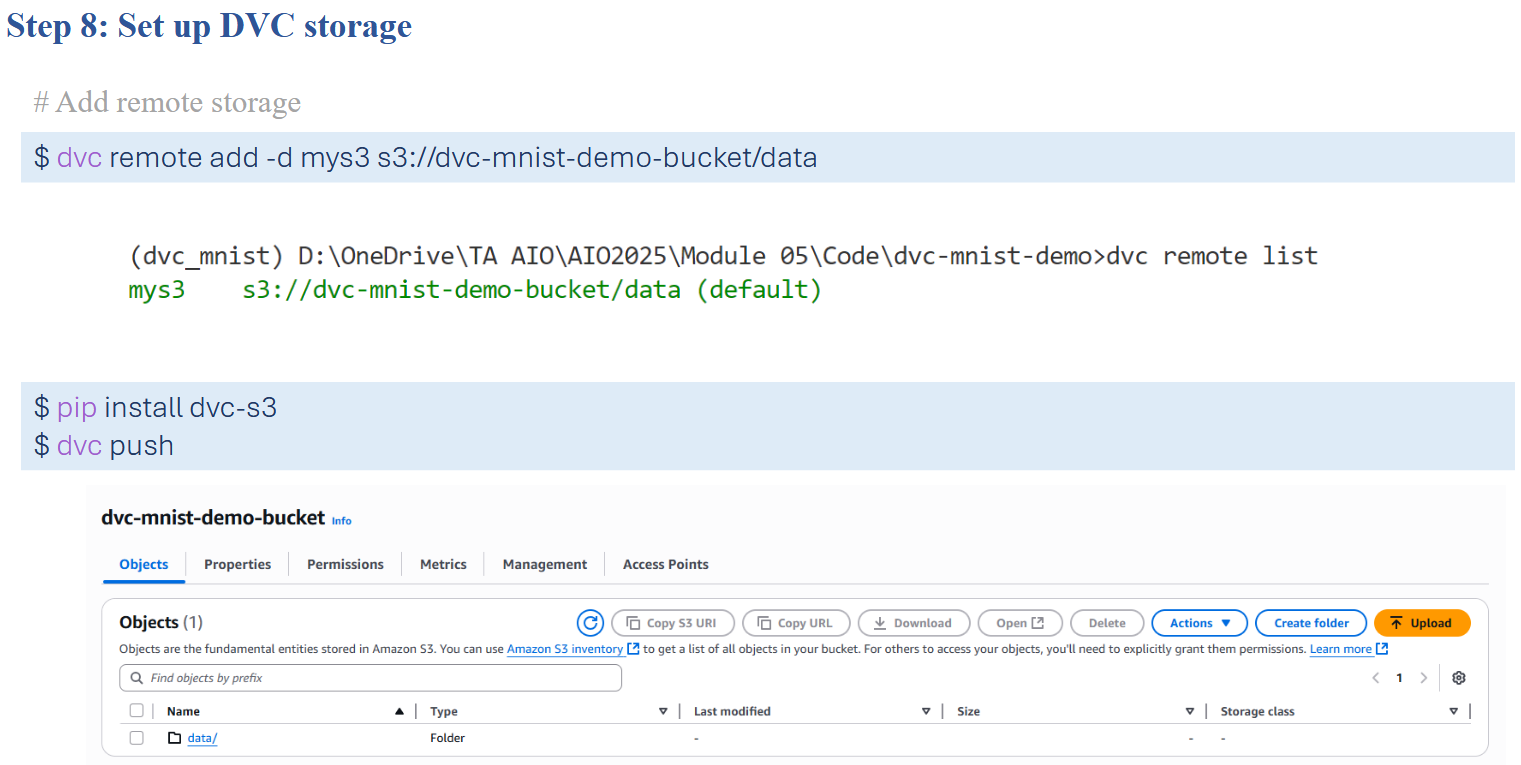 Step 8: Set up DVC storage
# Add remote storage
$ dvc remote add -d mys3 s3://dvc-mnist-demo-bucket/data
(dvc_mnist) D:\OneDrive\TA AIO\AIO2025\Module 05\Code\dvc-mnist-demo>dvc remote list
mys3    s3://dvc-mnist-demo-bucket/data (default)
$ pip install dvc-s3
$ dvc push
dvc-mnist-demo-bucket Info
Objects Properties Permissions Metrics Management Access Points
Objects (1) Copy S3 URI Copy URL Download Open Delete Actions Create folder Upload
Objects are the fundamental entities stored in Amazon S3. You can use Amazon S3 inventory to get a list of all objects in your bucket. For others to access your objects, you'll need to explicitly grant them permissions. Learn more
Find objects by prefix 1
Name Type Last modified Size Storage class
data/ Folder - - -